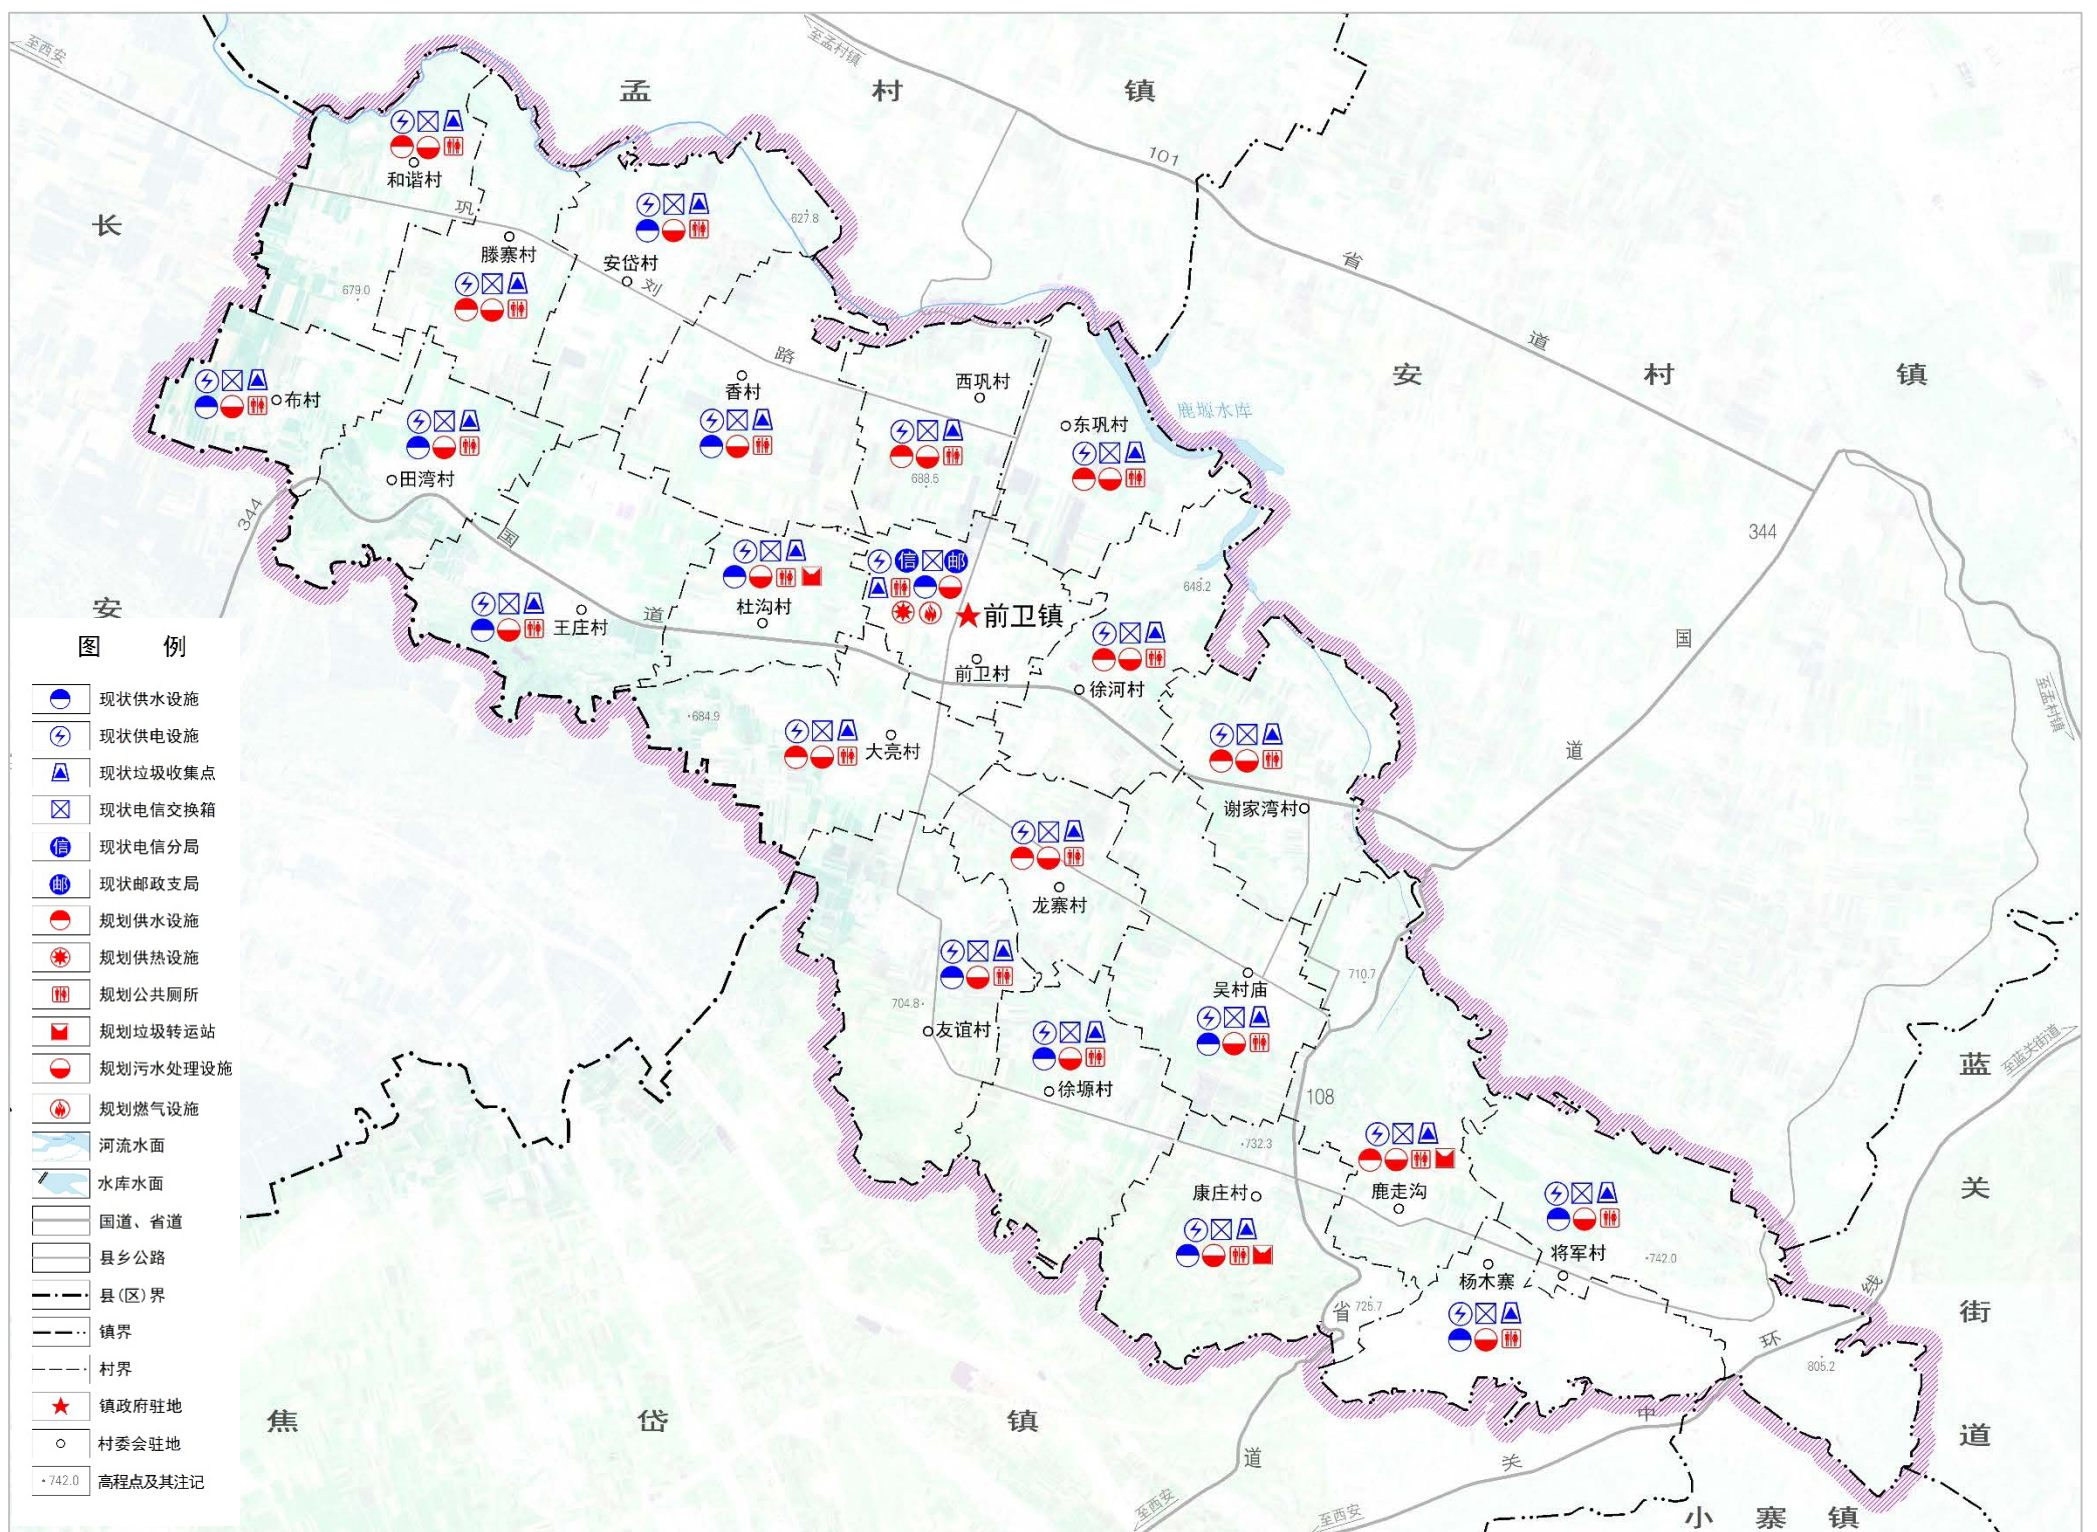 至西安
至孟村镇
孟 村 镇
101
和谐村
巩
627.8
长
滕寨村
安岱村
刘
省
679.0
道
路
西巩村
安 村 镇
香村
布村
鹿塬水库
东巩村
田湾村
688.5
344
国
344
信
邮
648.2
杜沟村
安
道
前卫镇
王庄村
国
前卫村
徐河村
至孟村镇
684.9
大亮村
道
谢家湾村
龙寨村
710.7
吴村庙
704.8
友谊村
至蓝关街道
蓝
徐塬村
108
732.3
康庄村
鹿走沟
关
将军村
742.0
杨木寨
线
省
725.7
环
街
805.2
焦 岱 镇
中
道
道
关
至西安
至西安
小 寨 镇
图 例
现状供水设施
现状供电设施
现状垃圾收集点
现状电信交换箱
信 现状电信分局
邮 现状邮政支局
规划供水设施
规划供热设施
规划公共厕所
规划垃圾转运站
规划污水处理设施
规划燃气设施
河流水面
水库水面
国道、省道
县乡公路
县(区)界
镇界
村界
镇政府驻地
村委会驻地
742.0 高程点及其注记